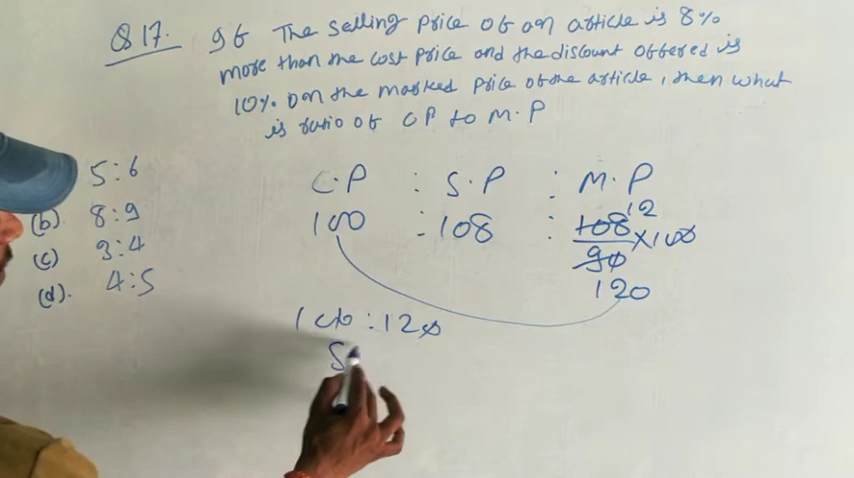 Q 17. If The selling price of an article is 8%
more than the cost price and the discount offered is
10% on the marked price of the article, then what
is ratio of C P to M.P
5:6
(b). 8:9
(c) 3:4
(d). 4:5
C.P : S.P : M.P
100 : 108 : 108/90 x 100
12
120
100 : 120
5